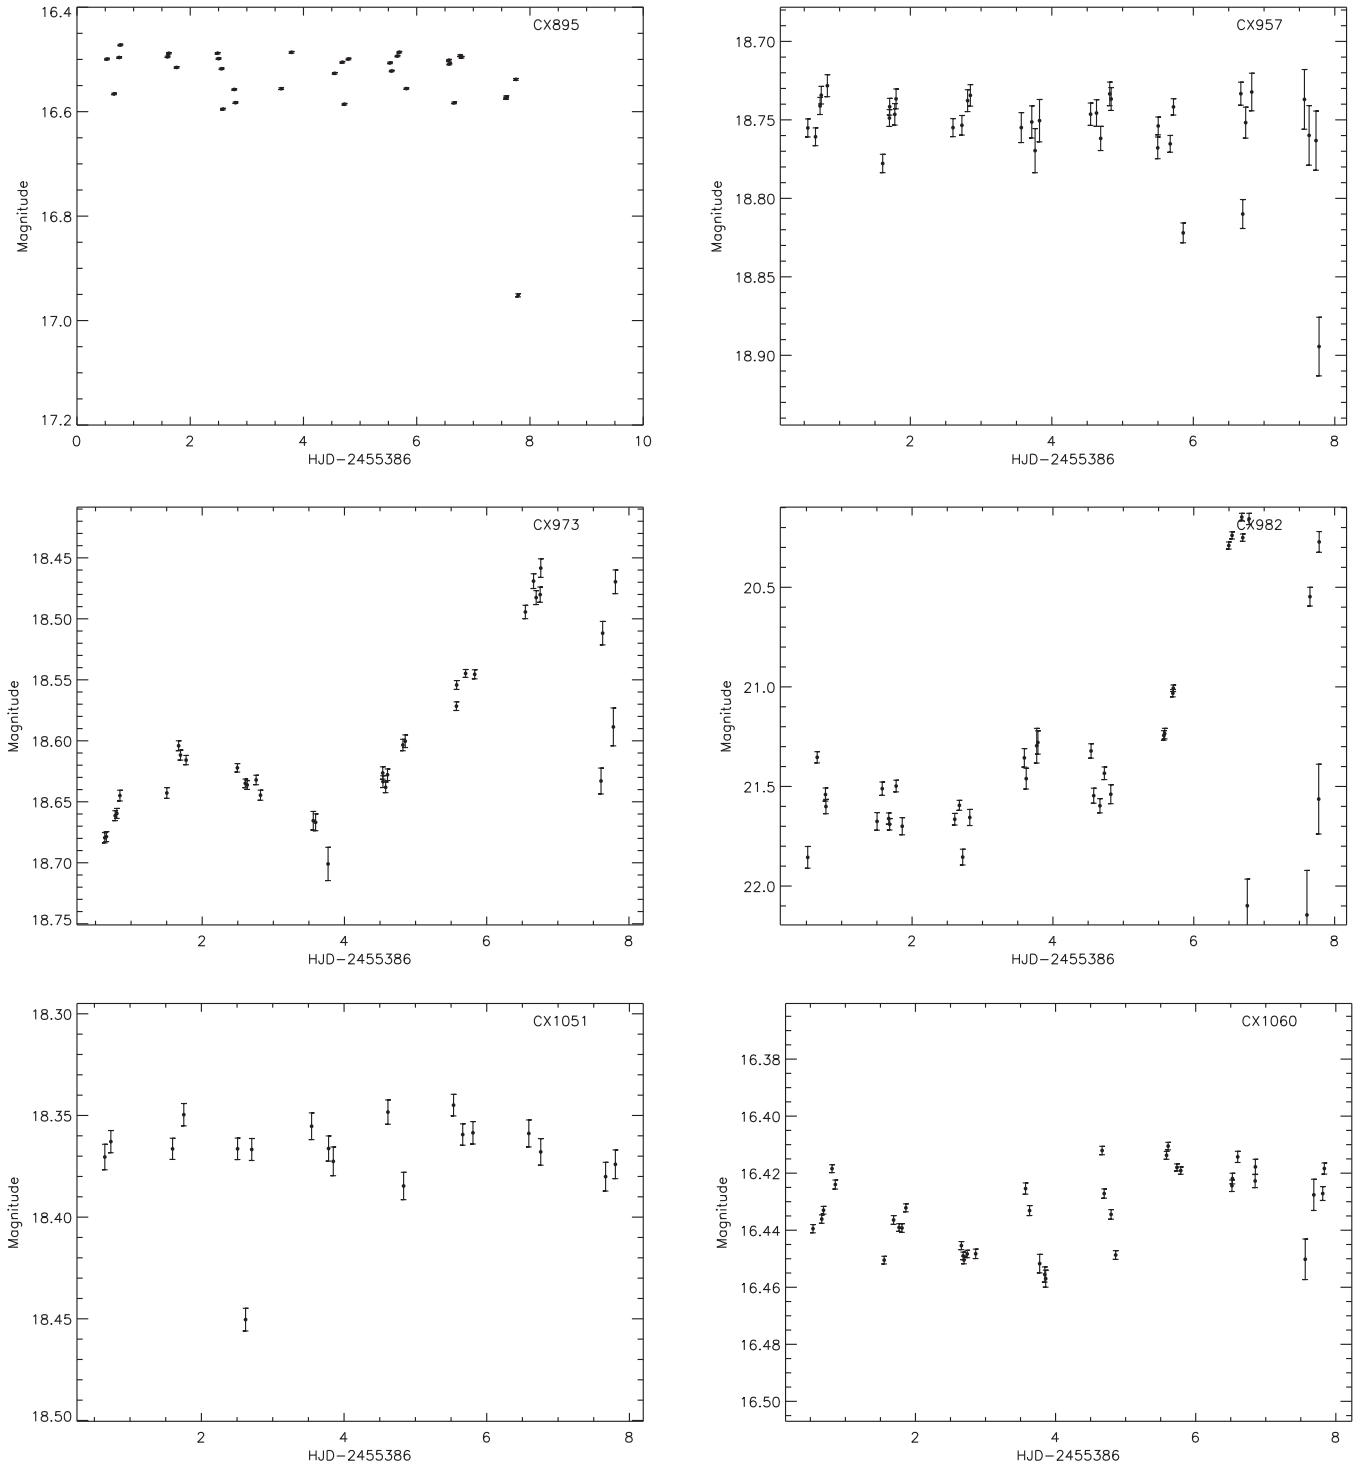 CX895
16.4
16.6
16.8
17.0
17.2
Magnitude
0 2 4 6 8 10
HJD-2455386
CX957
18.70
18.75
18.80
18.85
18.90
Magnitude
2 4 6 8
HJD-2455386
CX973
18.45
18.50
18.55
18.60
18.65
18.70
18.75
Magnitude
2 4 6 8
HJD-2455386
CX982
20.5
21.0
21.5
22.0
Magnitude
2 4 6 8
HJD-2455386
CX1051
18.30
18.35
18.40
18.45
18.50
Magnitude
2 4 6 8
HJD-2455386
CX1060
16.38
16.40
16.42
16.44
16.46
16.48
16.50
Magnitude
2 4 6 8
HJD-2455386